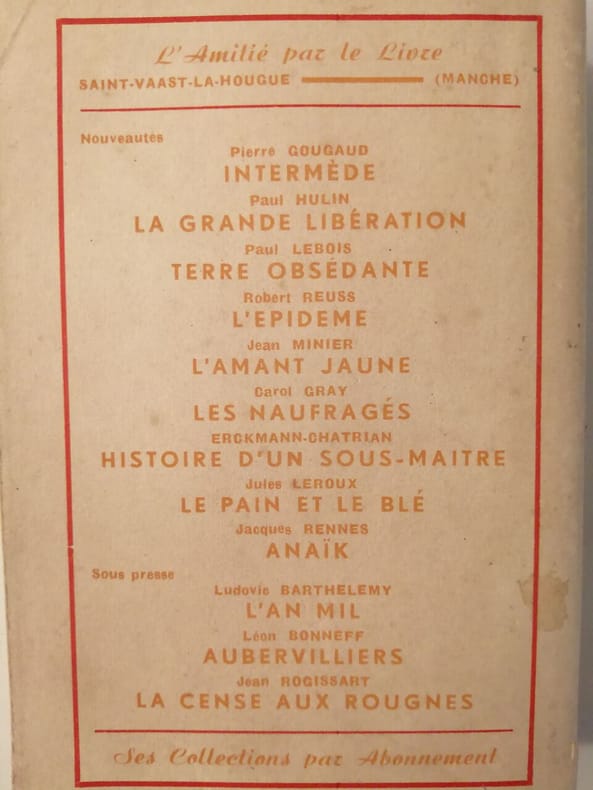 L'Amitié par le Livre
SAINT-VAAST-LA-HOUGUE (MANCHE)
Nouveautés
Pierre GOUGAUD
INTERMÈDE
Paul HULIN
LA GRANDE LIBÉRATION
Paul LEBOIS
TERRE OBSÉDANTE
Robert REUSS
L'EPIDEME
Jean MINIER
L'AMANT JAUNE
Carol GRAY
LES NAUFRAGÉS
ERCKMANN-CHATRIAN
HISTOIRE D'UN SOUS-MAITRE
Jules LEROUX
LE PAIN ET LE BLÉ
Jacques RENNES
ANAÏK
Sous presse
Ludovic BARTHELEMY
L'AN MIL
Léon BONNEFF
AUBERVILLIERS
Jean ROGISSART
LA CENSE AUX ROUGNES
Ses Collections par Abonnement